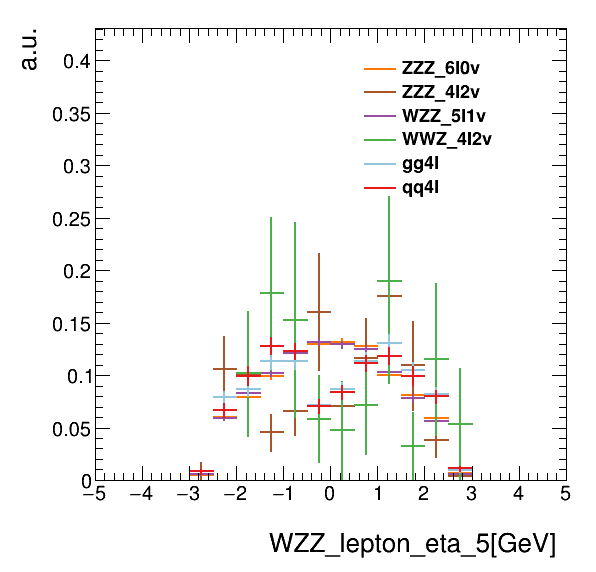 a.u.
0.4
0.35
0.3
0.25
0.2
0.15
0.1
0.05
0
ZZZ_6l0v
ZZZ_4l2v
WZZ_5l1v
WWZ_4l2v
gg4l
qq4l
−5 −4 −3 −2 −1 0 1 2 3 4 5
WZZ_lepton_eta_5[GeV]